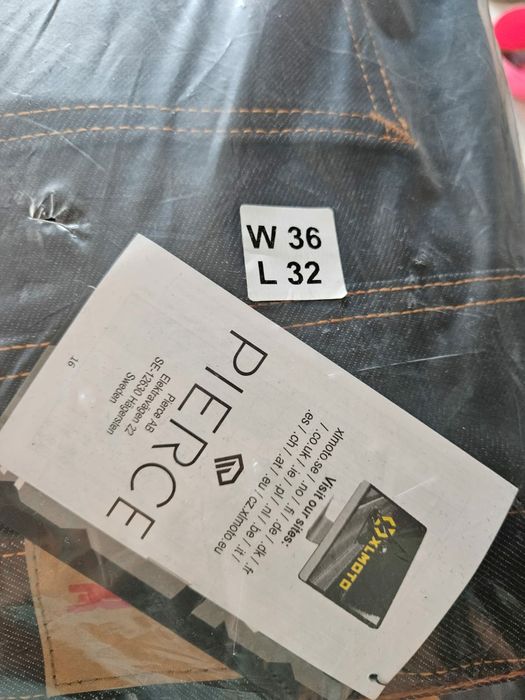 W 36
L 32
PIERCE
Pierce AB
Elektravägen 22
SE-12630 Hägersten
Sweden
16
Visit our sites:
xlmoto.se / .no / .fi / .de / .dk / .fr
/ .co.uk / .ie / .pl / .nl / .be / .it /
.es / .ch / .at / .eu / cz.xlmoto.eu
XLMOTO